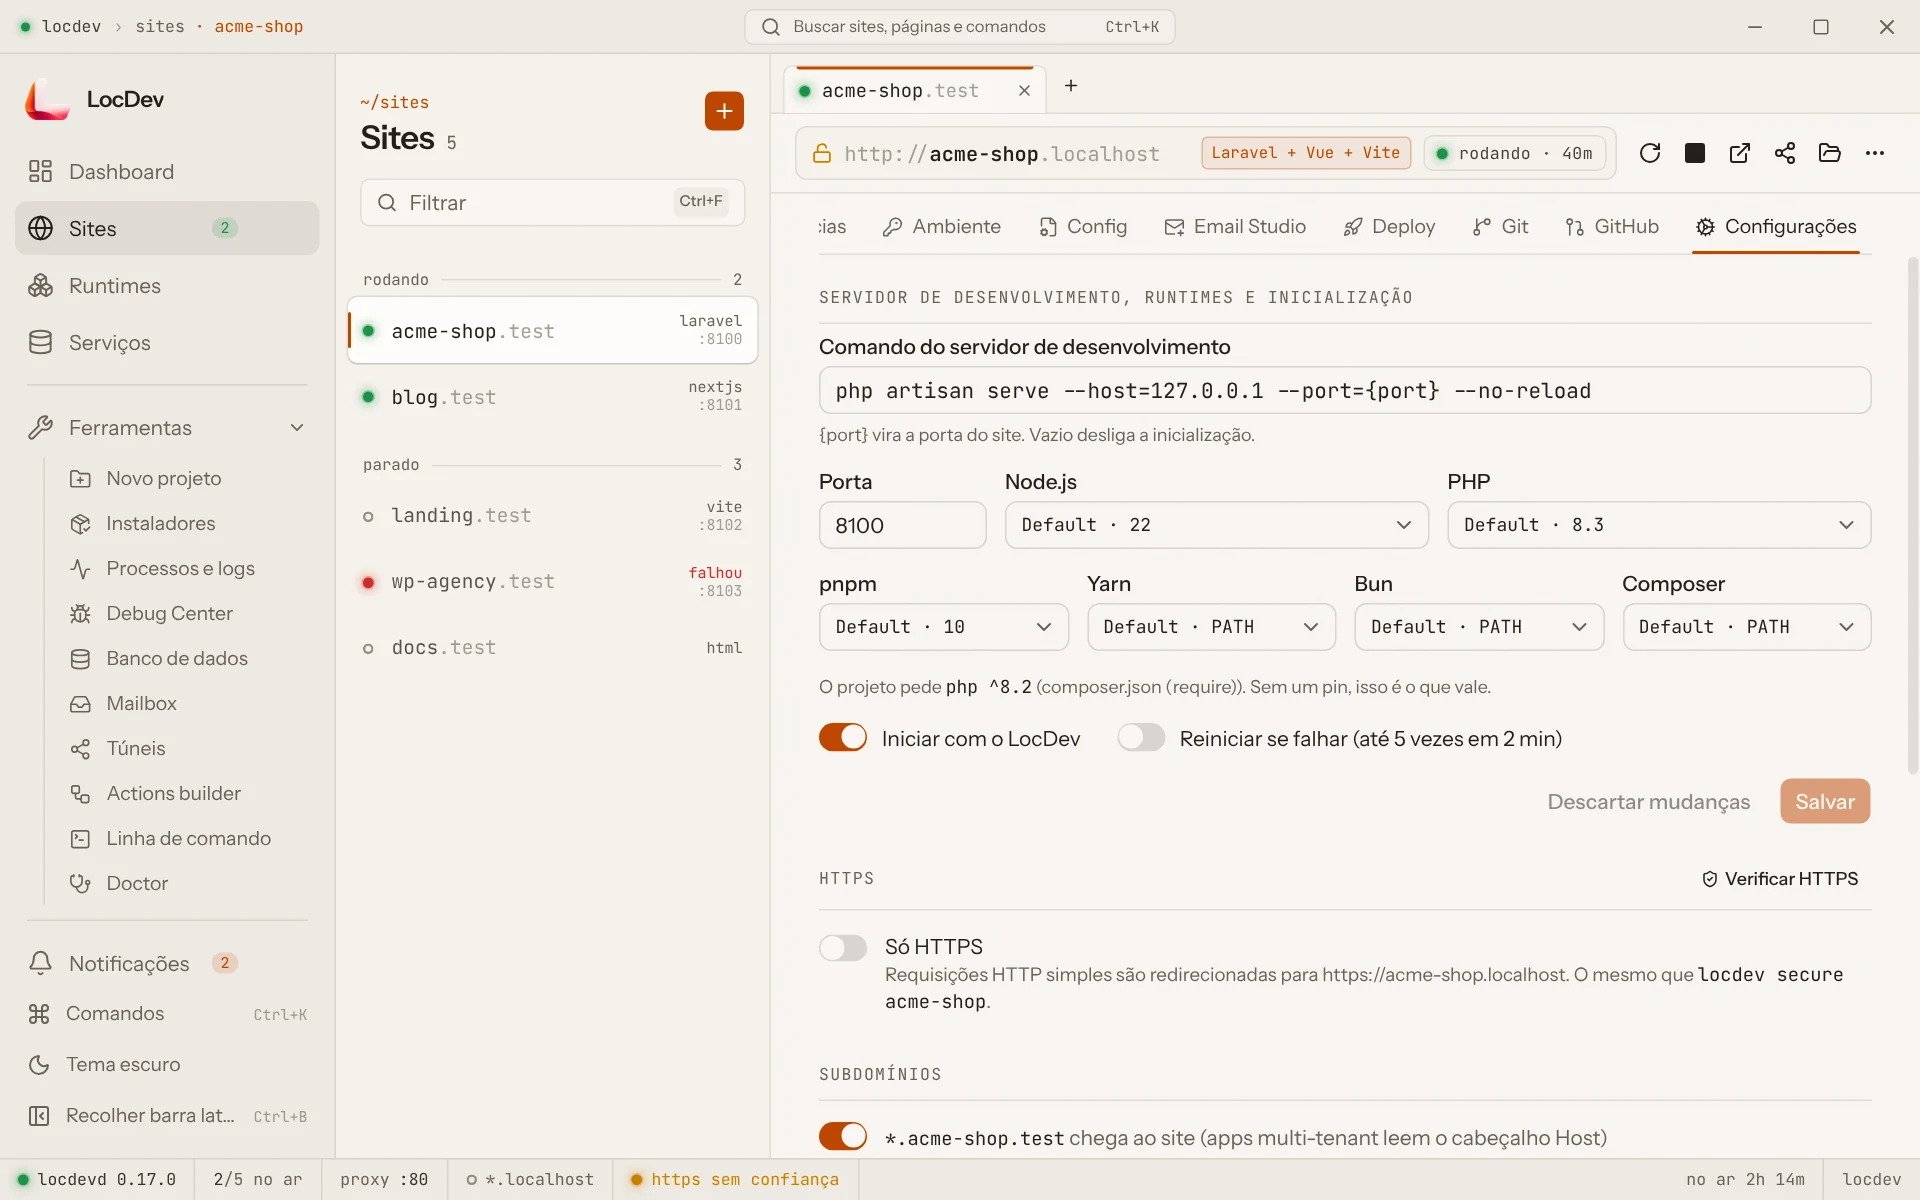 locdev › sites · acme-shop
Buscar sites, páginas e comandos Ctrl+K
LocDev
Dashboard
Sites 2
Runtimes
Serviços
Ferramentas
Novo projeto
Instaladores
Processos e logs
Debug Center
Banco de dados
Mailbox
Túneis
Actions builder
Linha de comando
Doctor
Notificações 2
Comandos Ctrl+K
Tema escuro
Recolher barra lat... Ctrl+B
~/sites
Sites 5
Filtrar Ctrl+F
rodando 2
acme-shop.test laravel :8100
blog.test nextjs :8101
parado 3
landing.test vite :8102
wp-agency.test falhou :8103
docs.test html
acme-shop.test
http://acme-shop.localhost Laravel + Vue + Vite rodando · 40m
cias Ambiente Config Email Studio Deploy Git GitHub Configurações
SERVIDOR DE DESENVOLVIMENTO, RUNTIMES E INICIALIZAÇÃO
Comando do servidor de desenvolvimento
php artisan serve --host=127.0.0.1 --port={port} --no-reload
{port} vira a porta do site. Vazio desliga a inicialização.
Porta Node.js PHP
8100 Default · 22 Default · 8.3
pnpm Yarn Bun Composer
Default · 10 Default · PATH Default · PATH Default · PATH
O projeto pede php ^8.2 (composer.json (require)). Sem um pin, isso é o que vale.
Iniciar com o LocDev Reiniciar se falhar (até 5 vezes em 2 min)
Descartar mudanças Salvar
HTTPS Verificar HTTPS
Só HTTPS
Requisições HTTP simples são redirecionadas para https://acme-shop.localhost. O mesmo que locdev secure
acme-shop.
SUBDOMÍNIOS
*.acme-shop.test chega ao site (apps multi-tenant leem o cabeçalho Host)
locdevd 0.17.0 2/5 no ar proxy :80 *.localhost https sem confiança no ar 2h 14m locdev